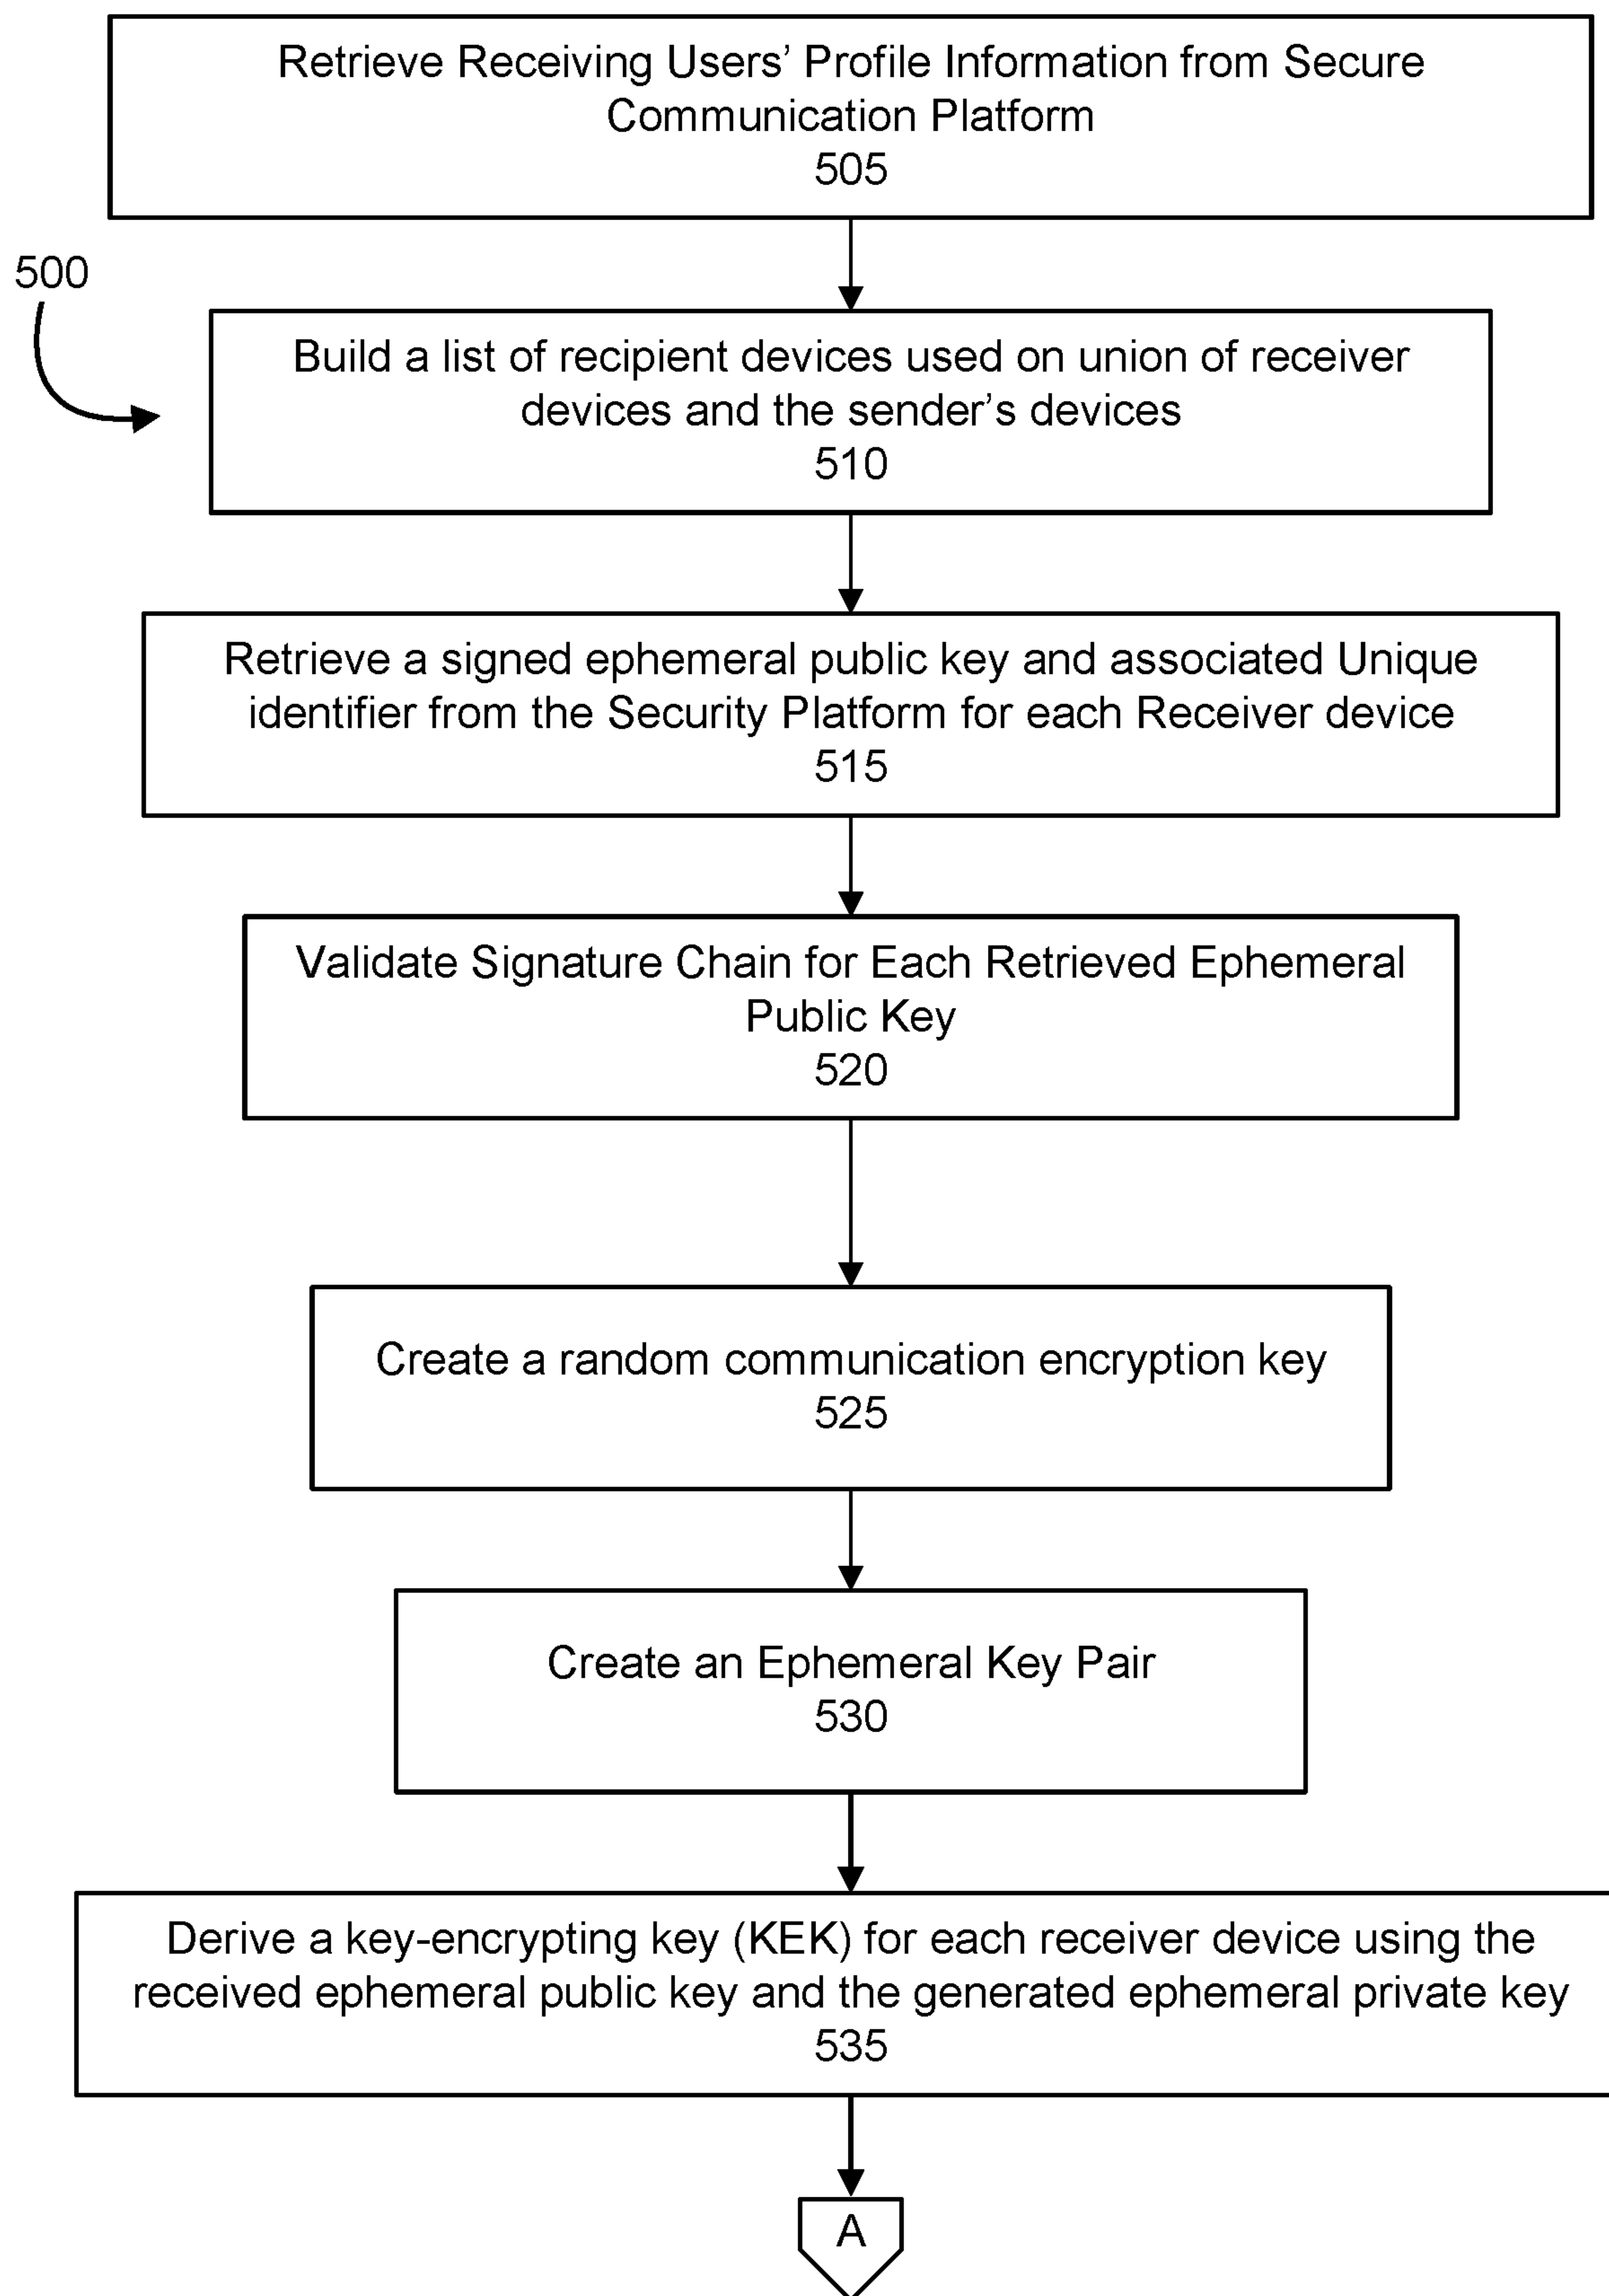 Retrieve Receiving Users’ Profile Information from Secure
Communication Platform
505
500
Build a list of recipient devices used on union of receiver
devices and the sender’s devices
510
Retrieve a signed ephemeral public key and associated Unique
identifier from the Security Platform for each Receiver device
515
Validate Signature Chain for Each Retrieved Ephemeral
Public Key
520
Create a random communication encryption key
525
Create an Ephemeral Key Pair
530
Derive a key-encrypting key (KEK) for each receiver device using the
received ephemeral public key and the generated ephemeral private key
535
A